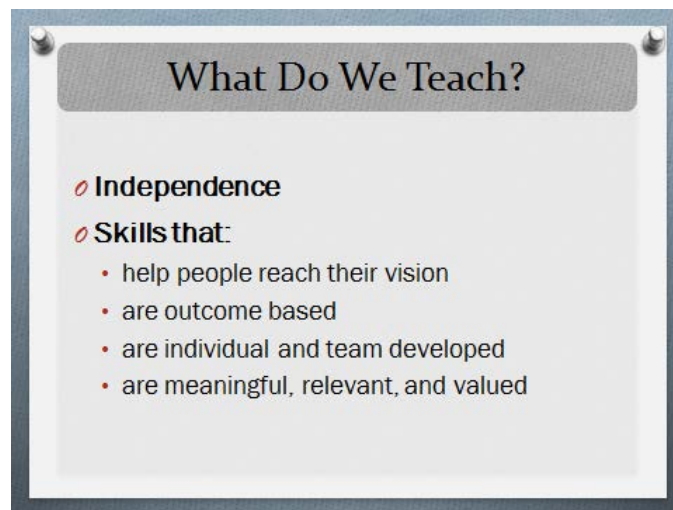 What Do We Teach?
Independence
Skills that:
• help people reach their vision
• are outcome based
• are individual and team developed
• are meaningful, relevant, and valued